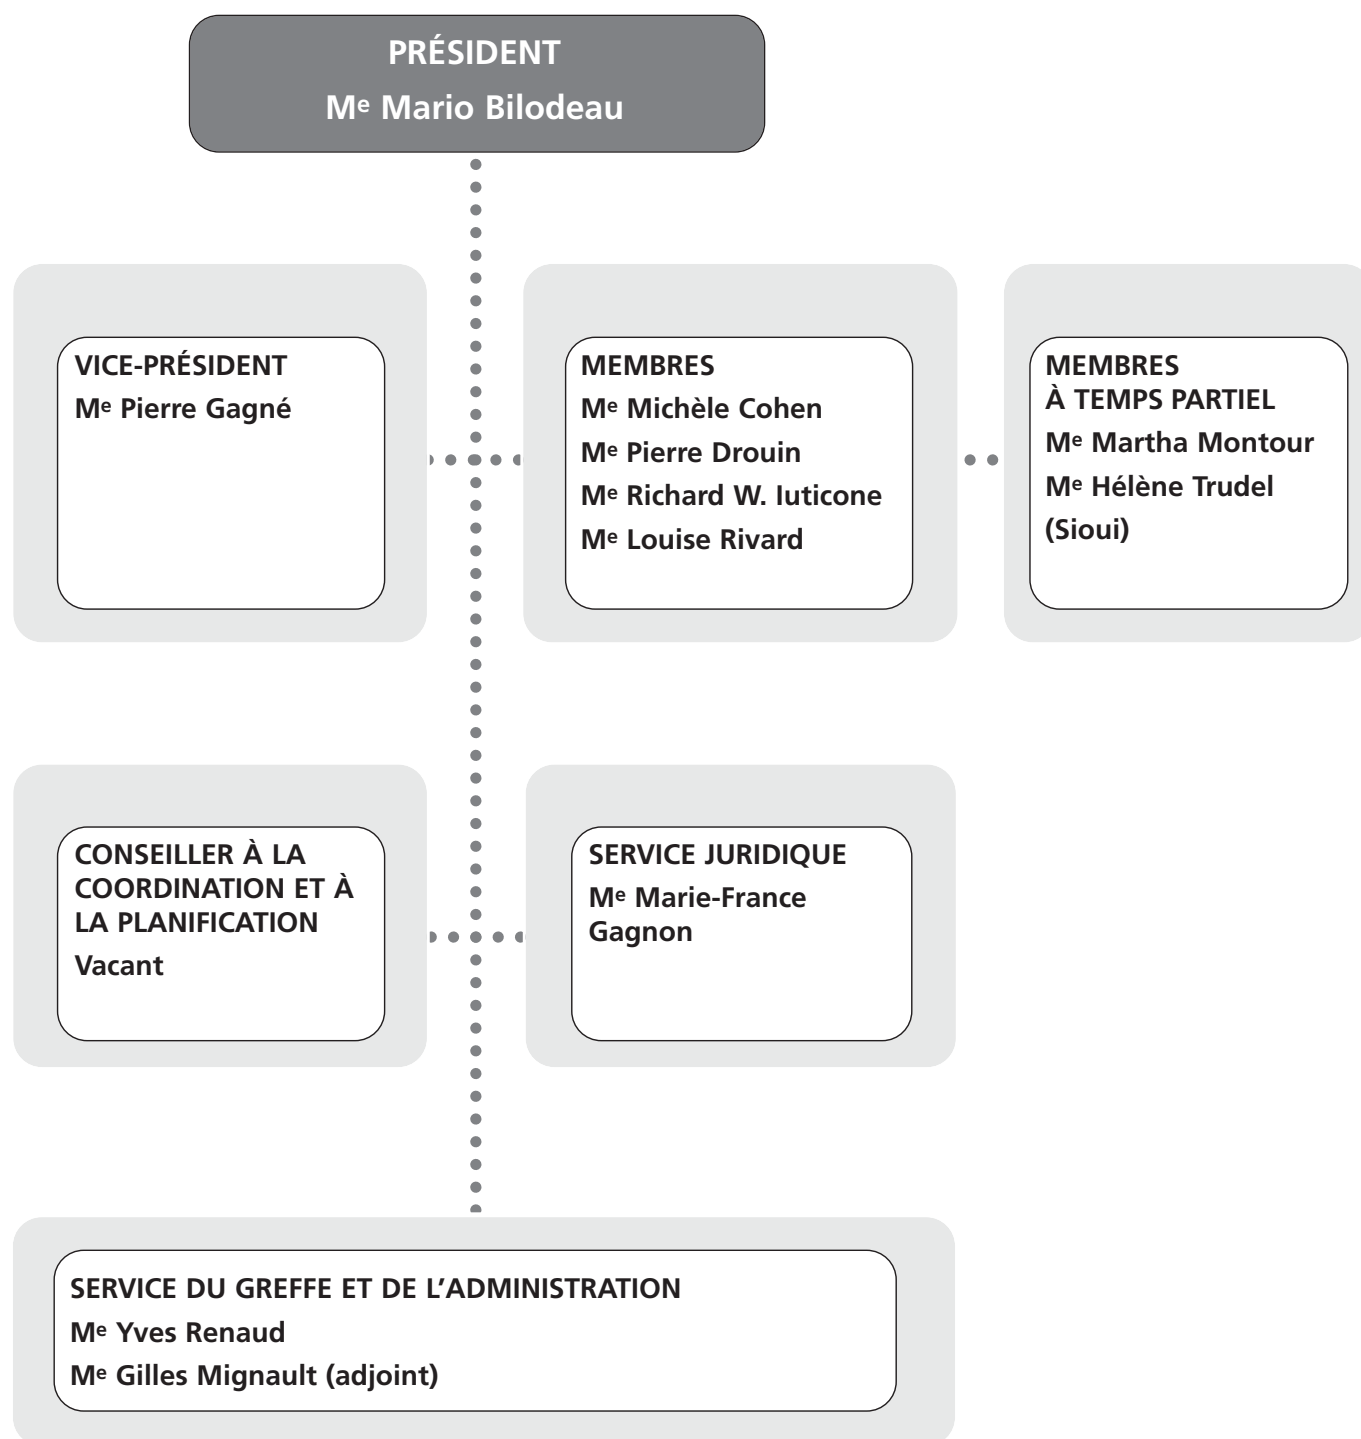 PRÉSIDENT
Me Mario Bilodeau
VICE-PRÉSIDENT
Me Pierre Gagné
MEMBRES
Me Michèle Cohen
Me Pierre Drouin
Me Richard W. Iuticone
Me Louise Rivard
MEMBRES
À TEMPS PARTIEL
Me Martha Montour
Me Hélène Trudel
(Sioui)
CONSEILLER À LA
COORDINATION ET À
LA PLANIFICATION
Vacant
SERVICE JURIDIQUE
Me Marie-France
Gagnon
SERVICE DU GREFFE ET DE L’ADMINISTRATION
Me Yves Renaud
Me Gilles Mignault (adjoint)